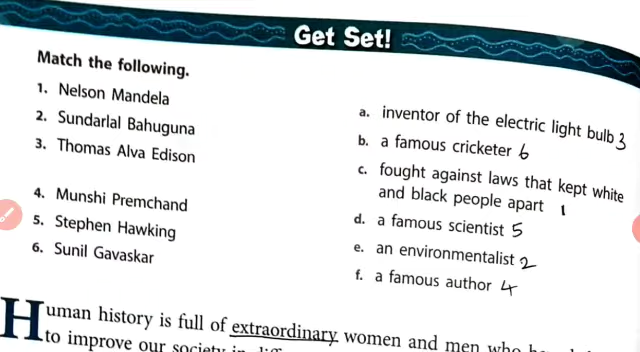 Get Set!
Match the following.
1. Nelson Mandela
2. Sundarlal Bahuguna
3. Thomas Alva Edison
4. Munshi Premchand
5. Stephen Hawking
6. Sunil Gavaskar
a. inventor of the electric light bulb 3
b. a famous cricketer 6
c. fought against laws that kept white
and black people apart 1
d. a famous scientist 5
e. an environmentalist 2
f. a famous author 4
Human history is full of extraordinary women and men who
to improve our society in